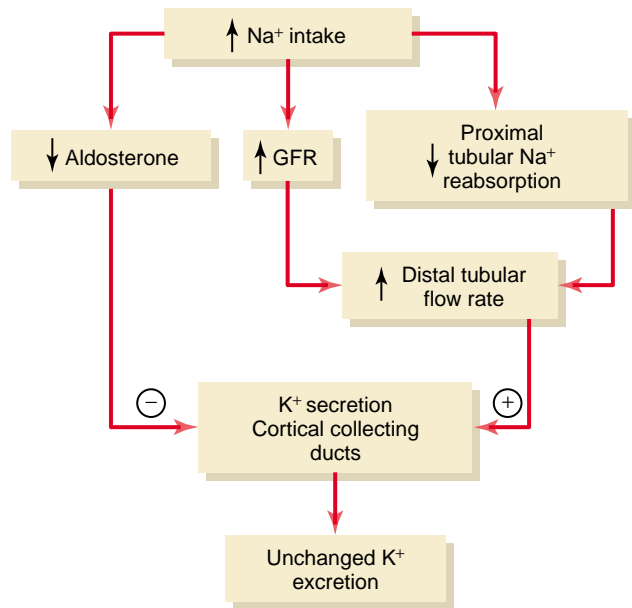 ↑ Na⁺ intake
↓ Aldosterone
↑ GFR
Proximal
tubular Na⁺
↓ reabsorption
↑ Distal tubular
flow rate
−
+
K⁺ secretion
Cortical collecting
ducts
Unchanged K⁺
excretion